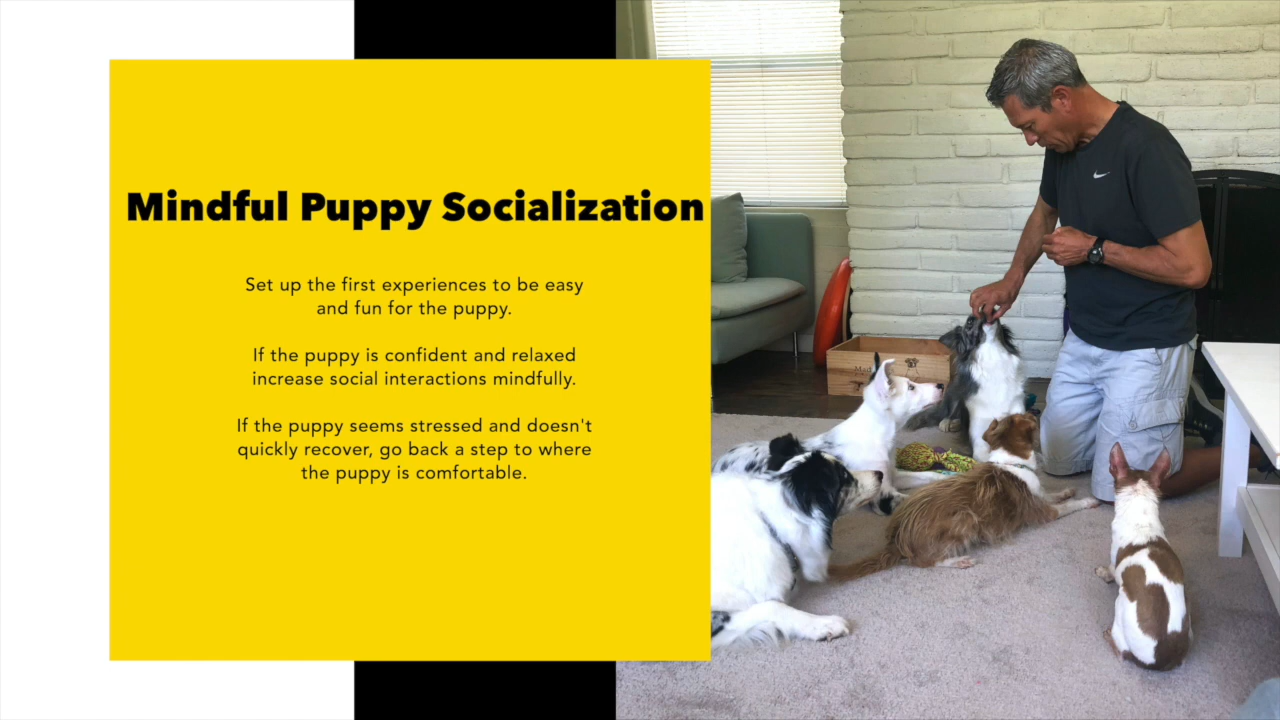 Mindful Puppy Socialization
Set up the first experiences to be easy
and fun for the puppy.
If the puppy is confident and relaxed
increase social interactions mindfully.
If the puppy seems stressed and doesn't
quickly recover, go back a step to where
the puppy is comfortable.